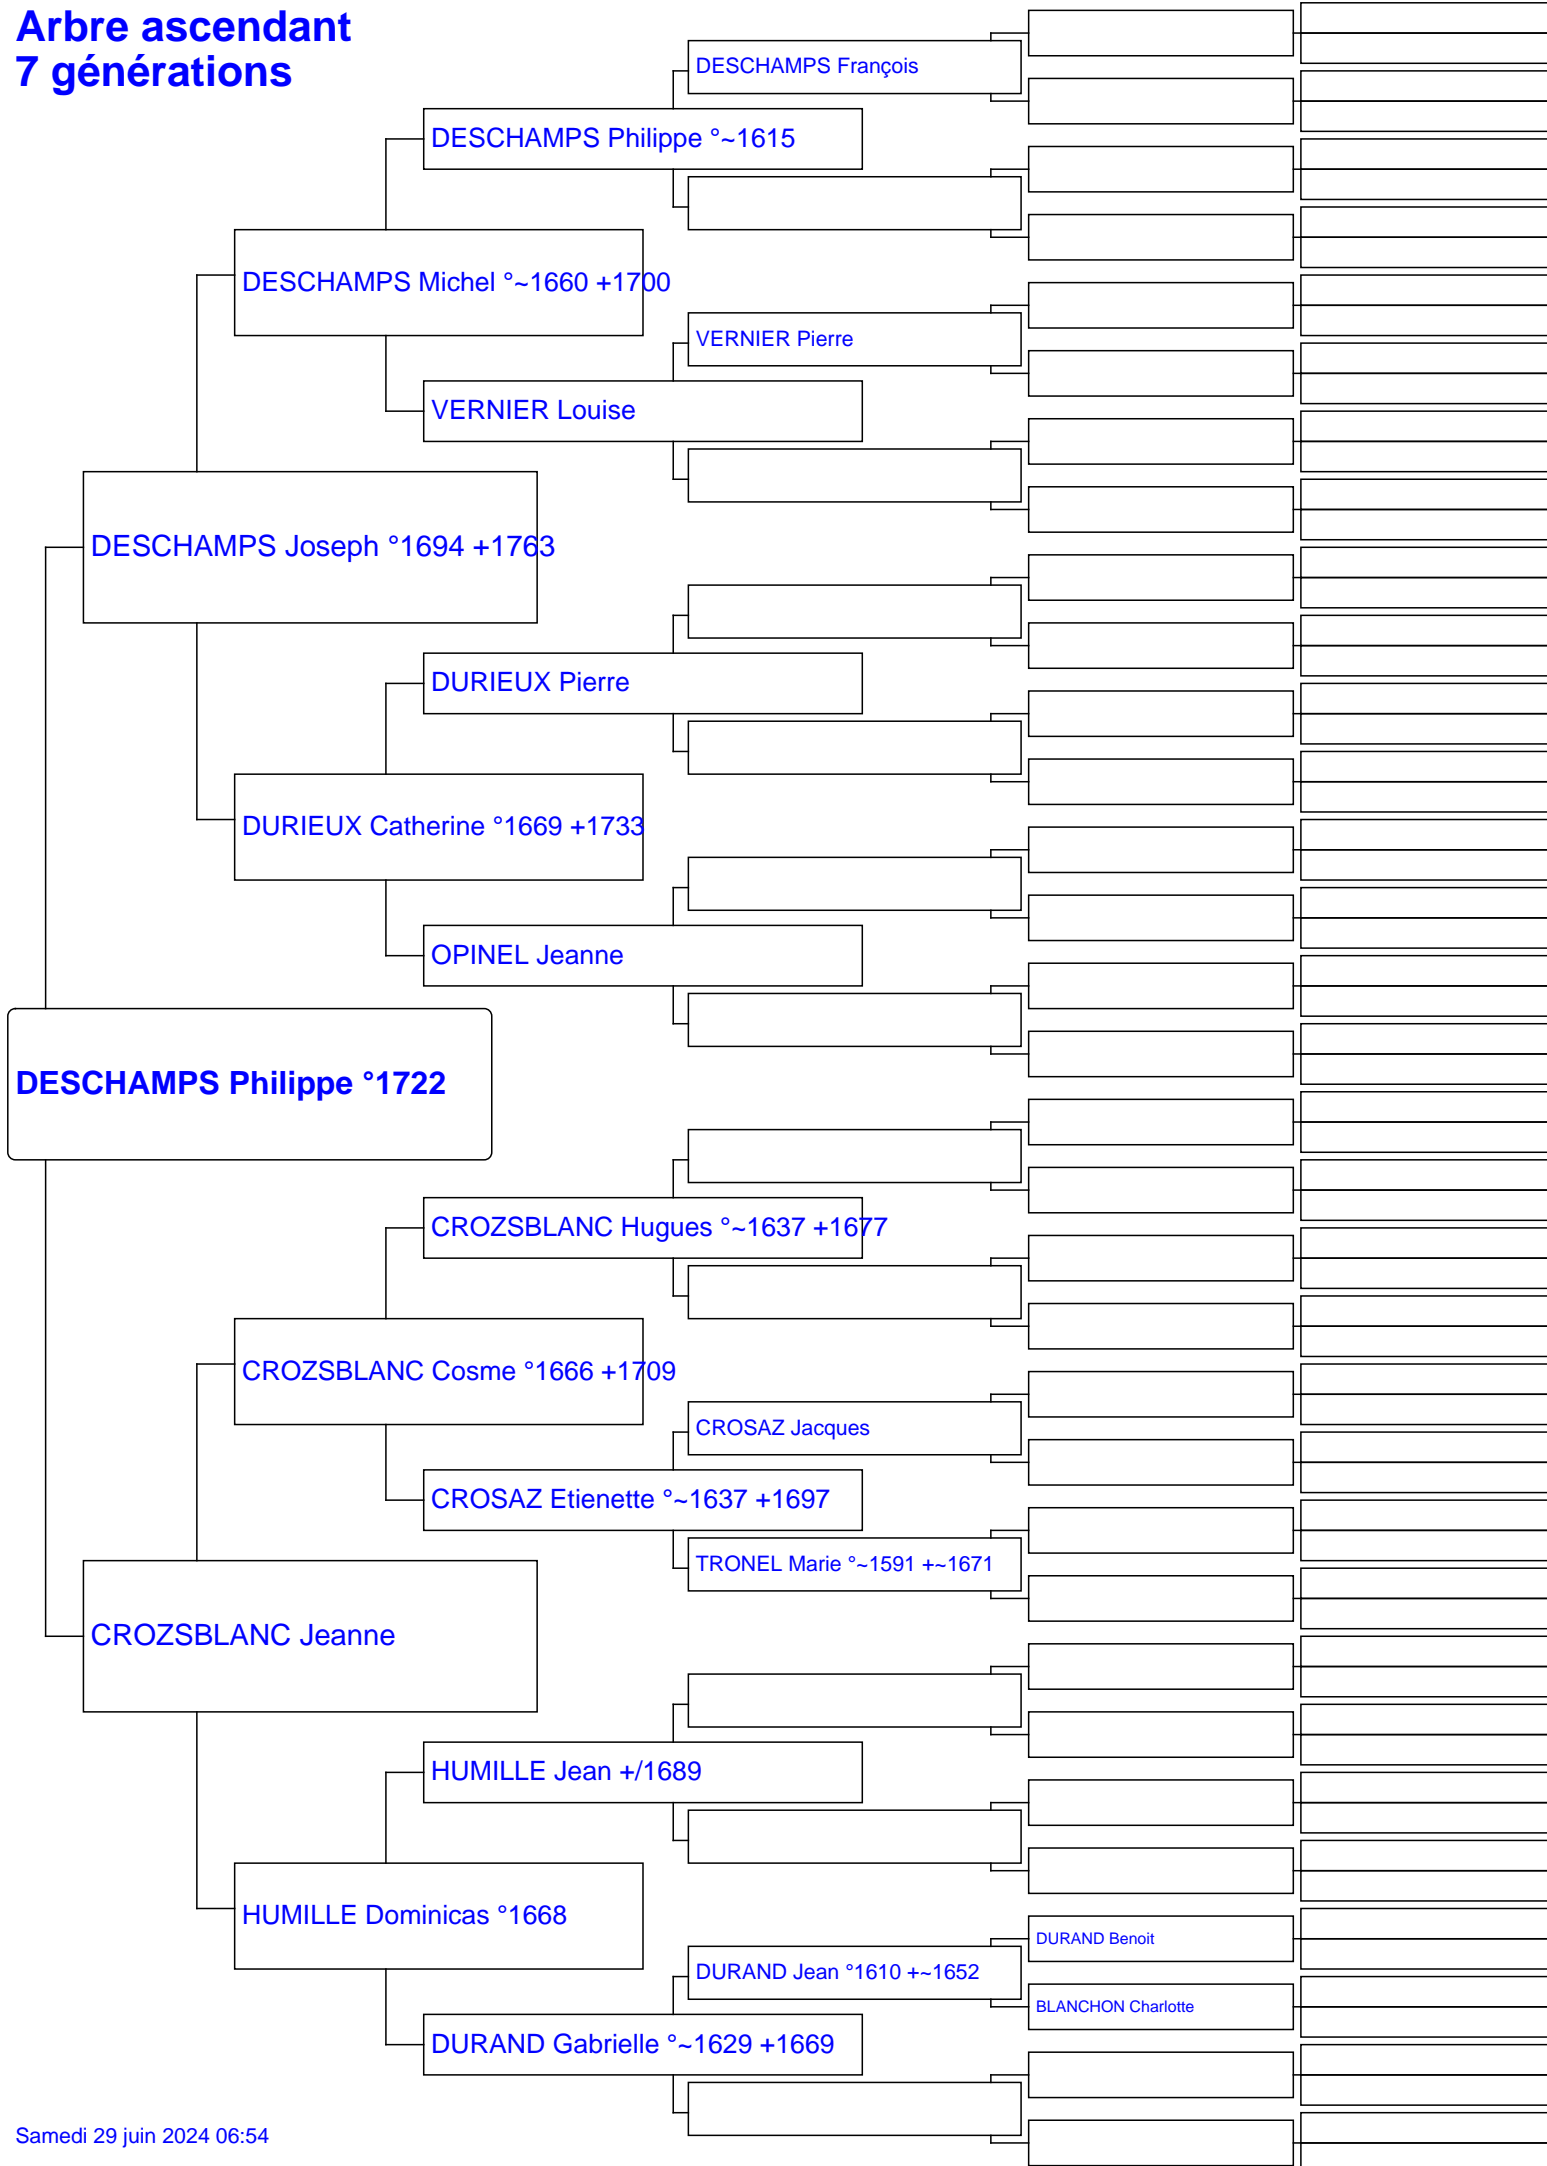 Arbre ascendant
7 générations
DESCHAMPS François
DESCHAMPS Philippe °~1615
DESCHAMPS Michel °~1660 +1700
VERNIER Pierre
VERNIER Louise
DESCHAMPS Joseph °1694 +1763
DURIEUX Pierre
DURIEUX Catherine °1669 +1733
OPINEL Jeanne
DESCHAMPS Philippe °1722
CROZSBLANC Hugues °~1637 +1677
CROZSBLANC Cosme °1666 +1709
CROSAZ Jacques
CROSAZ Etienette °~1637 +1697
TRONEL Marie °~1591 +~1671
CROZSBLANC Jeanne
HUMILLE Jean +/1689
HUMILLE Dominicas °1668
DURAND Benoit
DURAND Jean °1610 +~1652
BLANCHON Charlotte
DURAND Gabrielle °~1629 +1669
Samedi 29 juin 2024 06:54